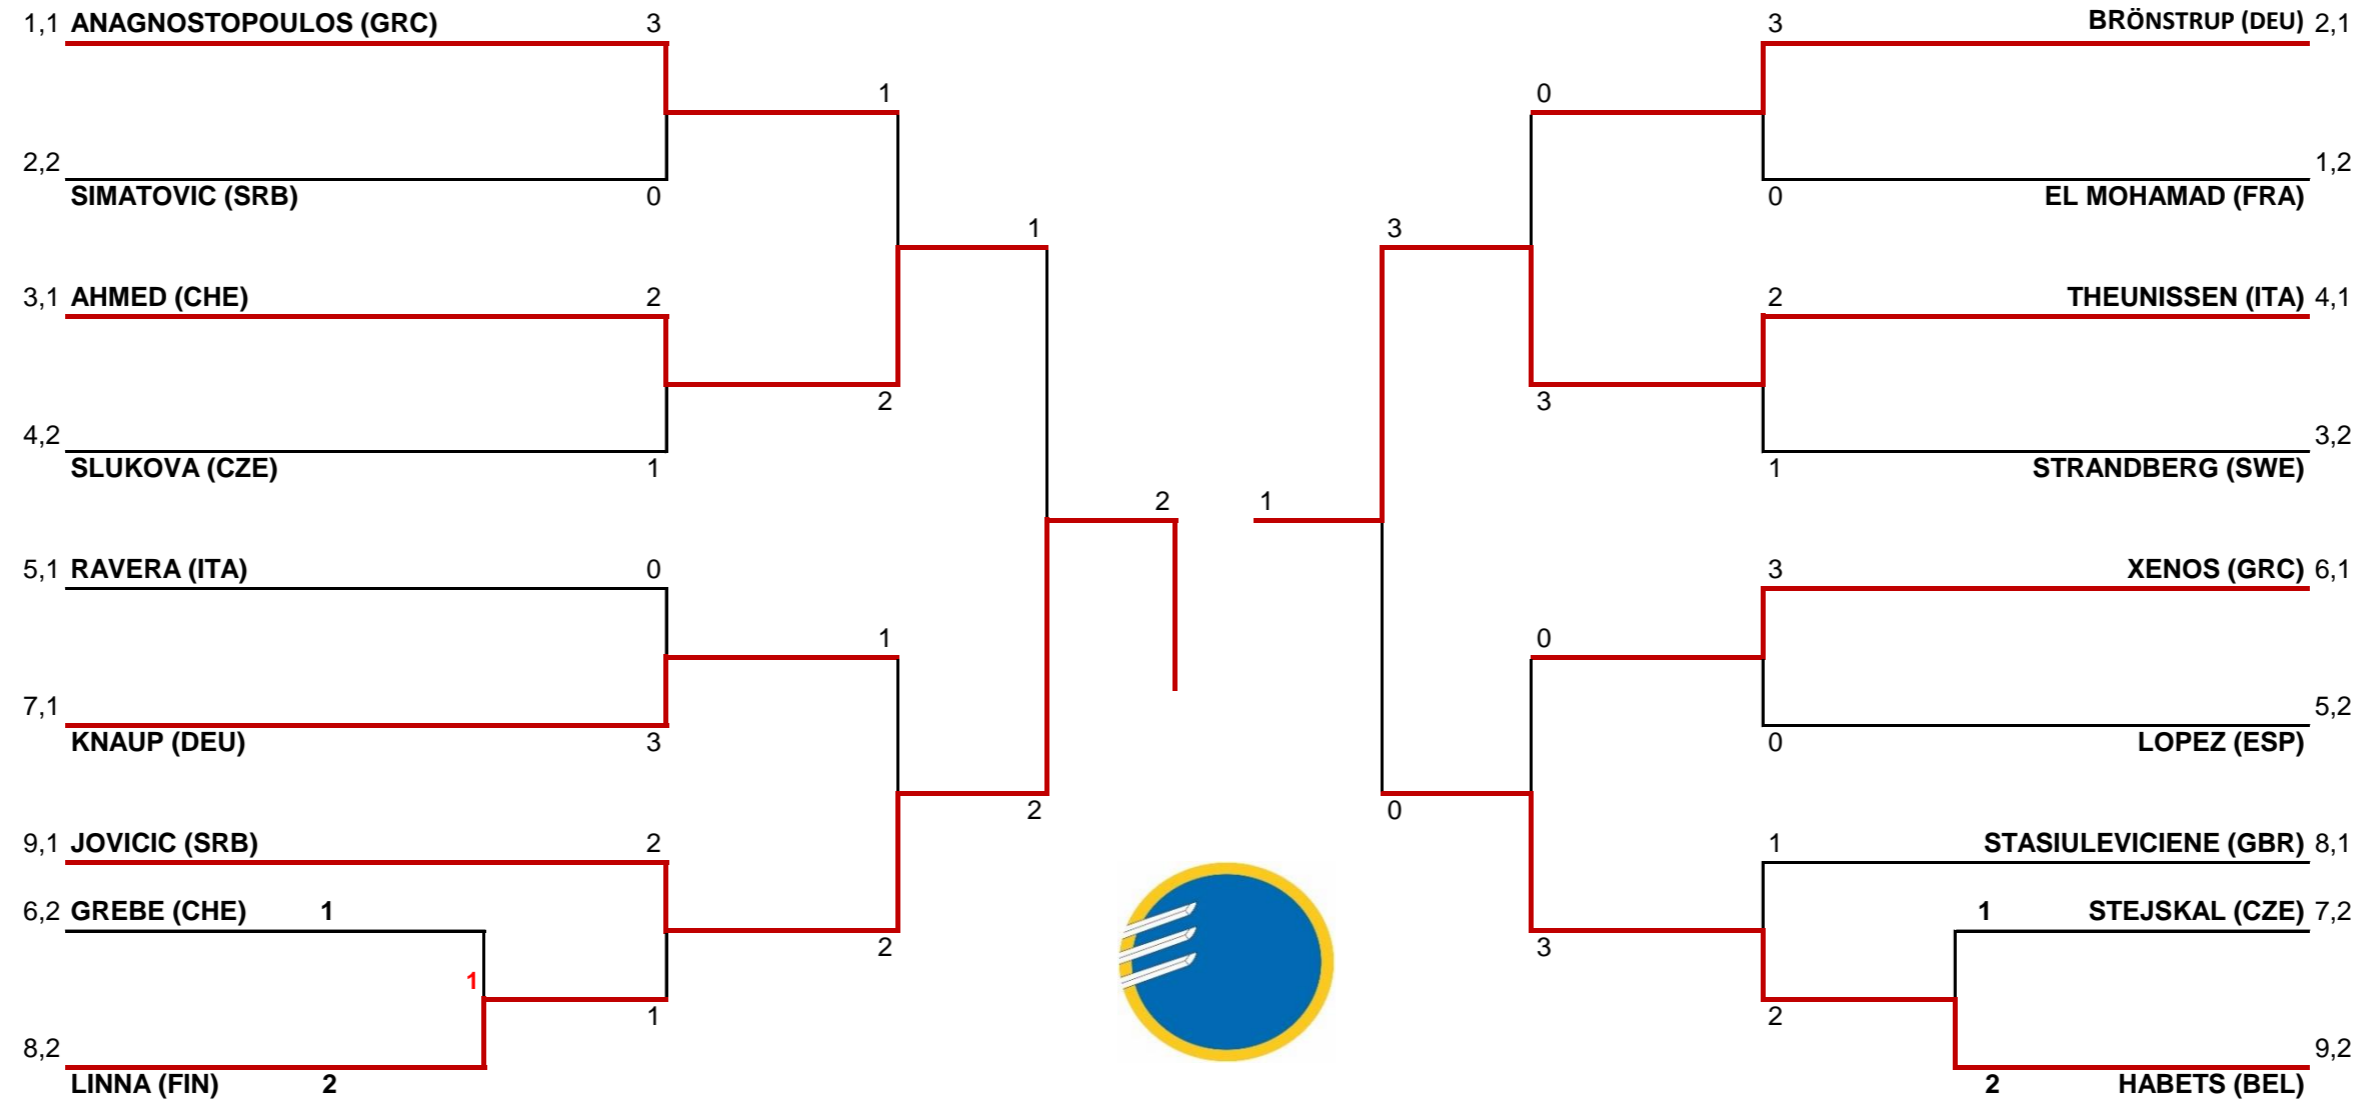 1,1 ANAGNOSTOPOULOS (GRC) 3 3 BRÖNSTRUP (DEU) 2,1
1 0
2,2 1,2
SIMATOVIC (SRB) 0 0 EL MOHAMAD (FRA)
1 3
3,1 AHMED (CHE) 2 2 THEUNISSEN (ITA) 4,1
2 3
4,2 3,2
SLUKOVA (CZE) 1 1 STRANDBERG (SWE)
2 1
5,1 RAVERA (ITA) 0 3 XENOS (GRC) 6,1
1 0
7,1 5,2
KNAUP (DEU) 3 0 LOPEZ (ESP)
2 0
9,1 JOVICIC (SRB) 2 1 STASIULEVICIENE (GBR) 8,1
6,2 GREBE (CHE) 1 1 STEJSKAL (CZE) 7,2
2 3
1
1 2
8,2 9,2
LINNA (FIN) 2 2 HABETS (BEL)